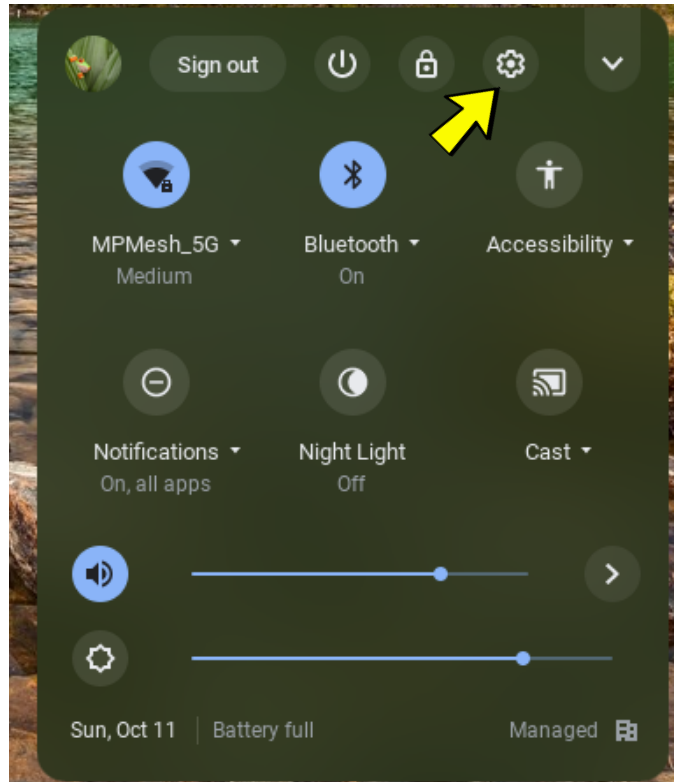 Sign out
MPMesh_5G Bluetooth Accessibility
Medium On
Notifications Night Light Cast
On, all apps Off
Sun, Oct 11 Battery full Managed